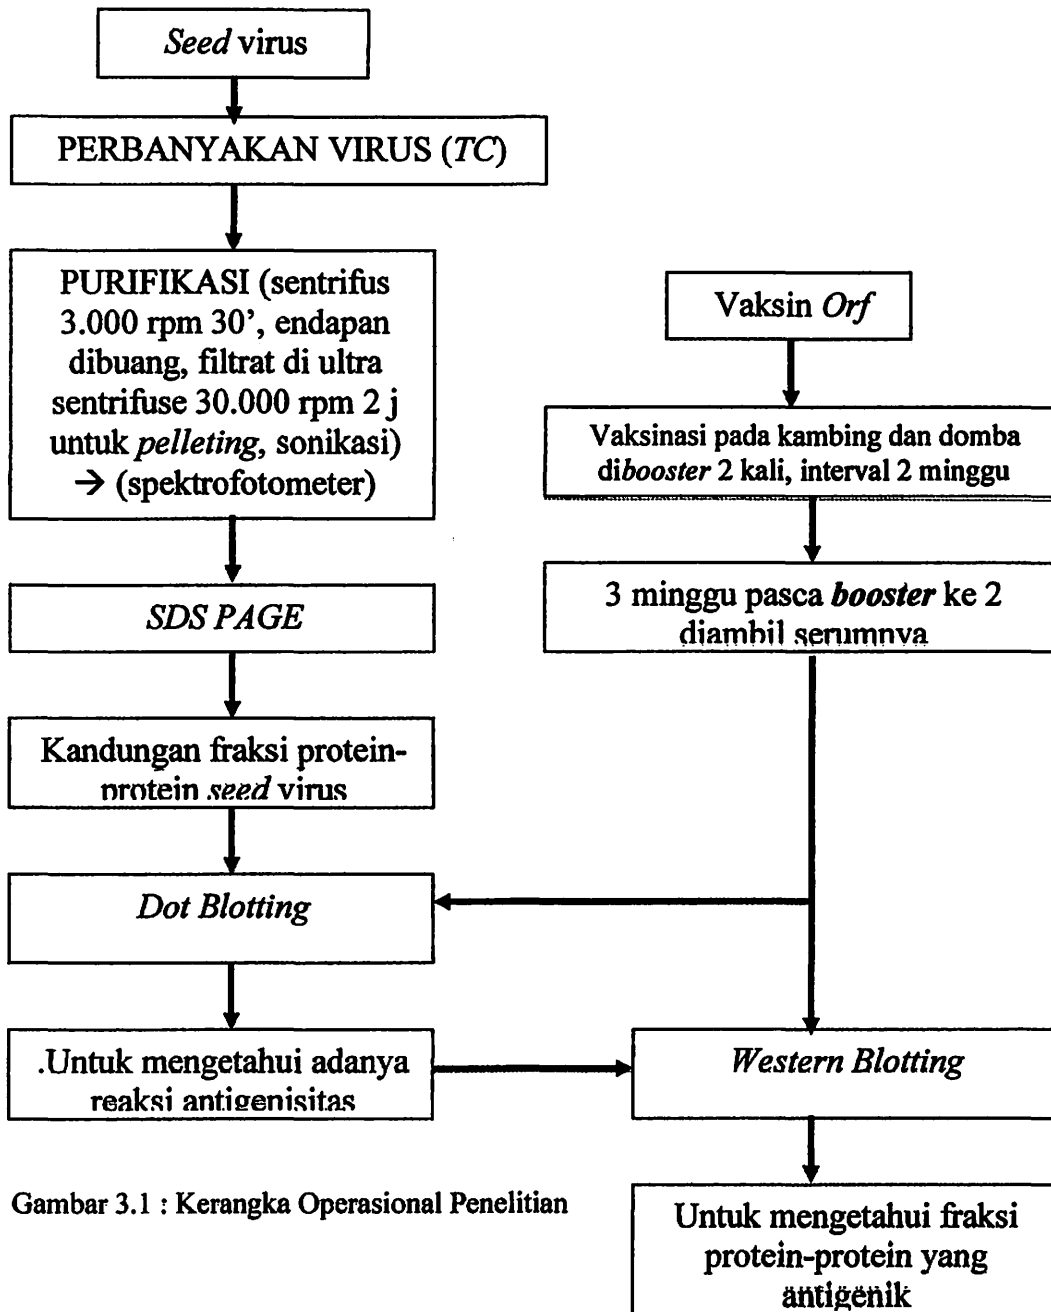 Seed virus
PERBANYAKAN VIRUS (TC)
PURIFIKASI (sentrifus
3.000 rpm 30’, endapan
dibuang, filtrat di ultra
sentrifuse 30.000 rpm 2 j
untuk pelleting, sonikasi)
→ (spektrofotometer)
SDS PAGE
Kandungan fraksi protein-
protein seed virus
Dot Blotting
.Untuk mengetahui adanya
reaksi antigenisitas
Vaksin Orf
Vaksinasi pada kambing dan domba
dibooster 2 kali, interval 2 minggu
3 minggu pasca booster ke 2
diambil serumnya
Western Blotting
Untuk mengetahui fraksi
protein-protein yang
antigenik
Gambar 3.1 : Kerangka Operasional Penelitian